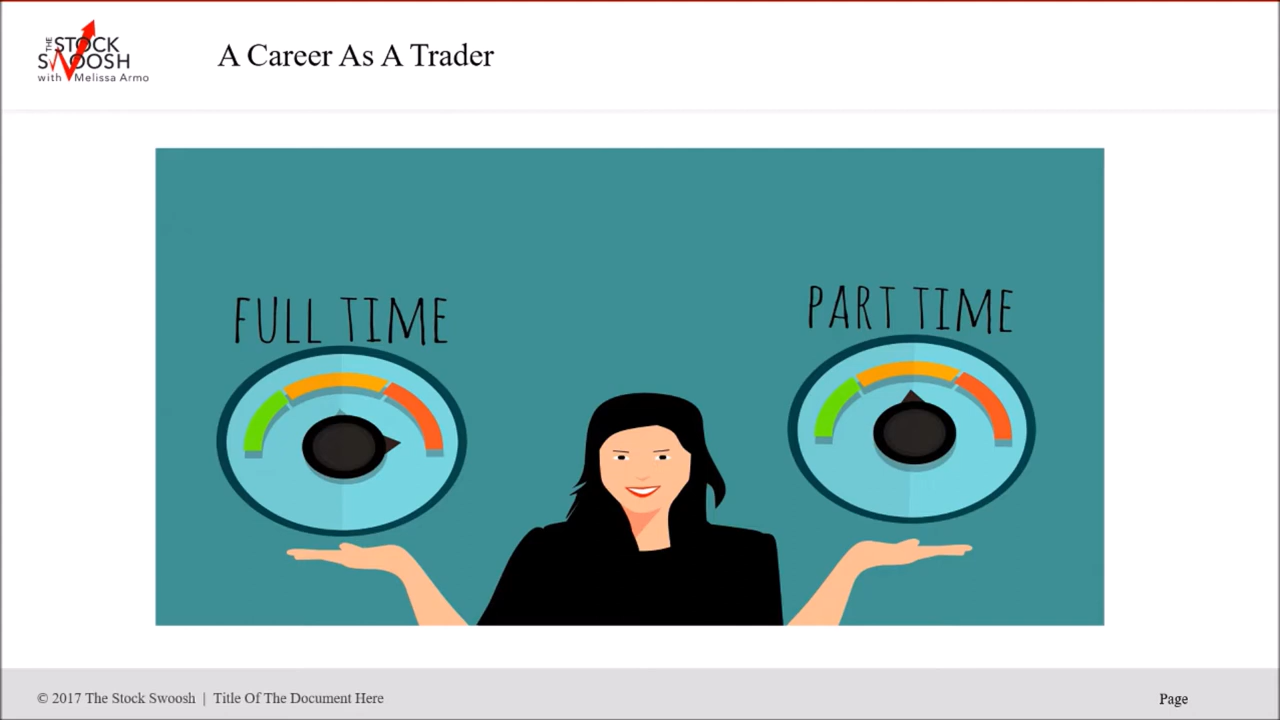 THE STOCK
SWOOSH
with Melissa Armo
A Career As A Trader
FULL TIME
PART TIME
© 2017 The Stock Swoosh | Title Of The Document Here
Page